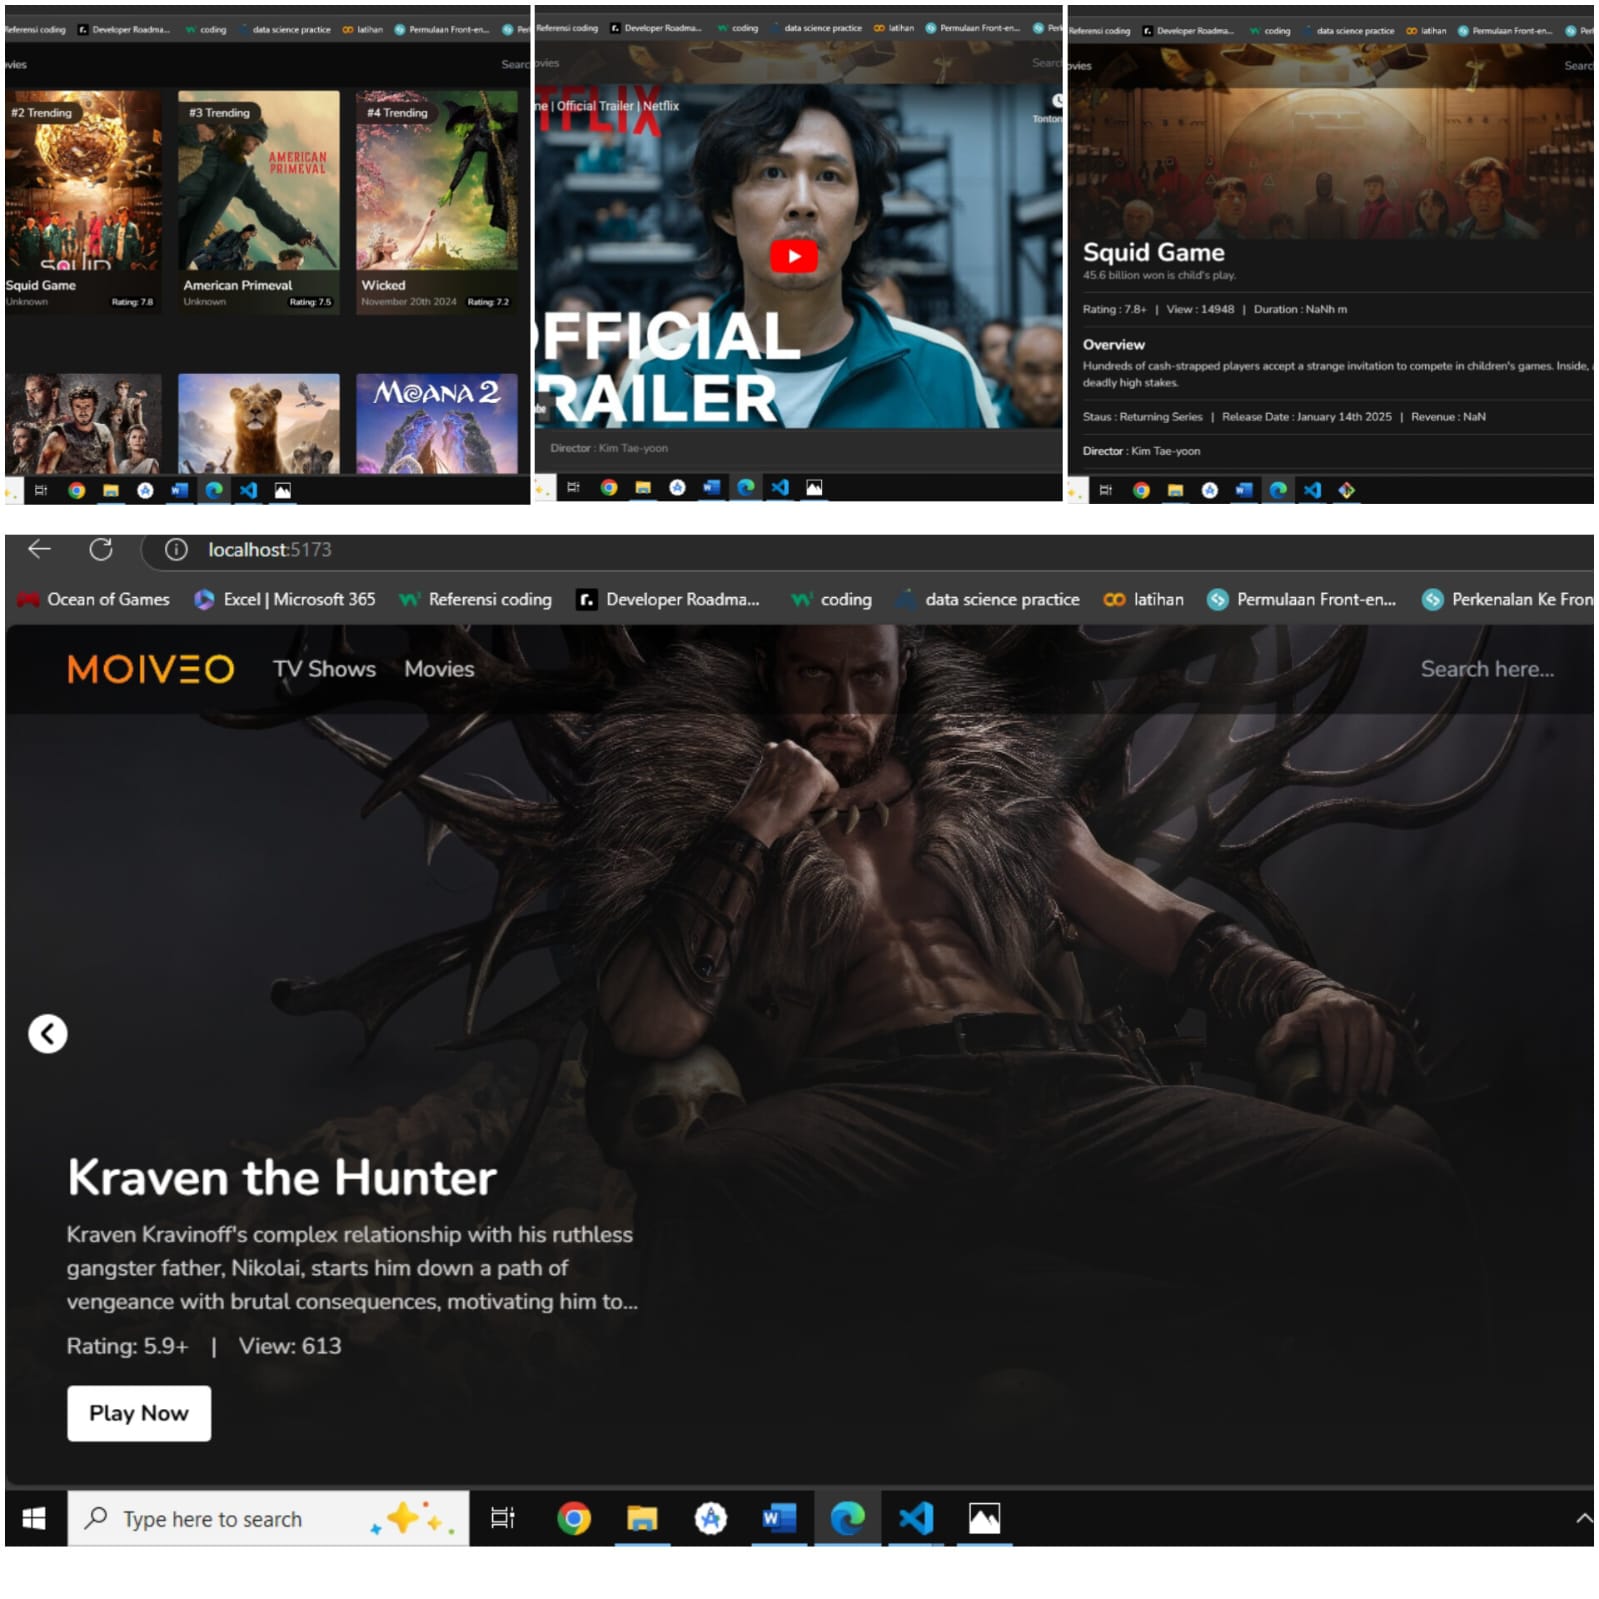 Referensi coding Developer Roadma... coding data science practice latihan Permulaan Front-en...
Movies
#2 Trending #3 Trending #4 Trending
AMERICAN
PRIMEVAL
SQUID
Squid Game American Primeval Wicked
Unknown Rating: 7.8 Unknown Rating: 7.5 November 20th 2024 Rating: 7.2
MOANA 2
Referensi coding Developer Roadma... coding data science practice latihan Permulaan Front-en...
ovies Searc
TFLIX
ne | Official Trailer | Netflix
Tonton
OFFICIAL
RAILER
Director : Kim Tae-yoon
Referensi coding Developer Roadma... coding data science practice latihan Permulaan Front-en...
ovies Searc
Squid Game
45.6 billion won is child's play.
Rating : 7.8+ | View : 14948 | Duration : NaNh m
Overview
Hundreds of cash-strapped players accept a strange invitation to compete in children's games. Inside,
deadly high stakes.
Staus : Returning Series | Release Date : January 14th 2025 | Revenue : NaN
Director : Kim Tae-yoon
localhost:5173
Ocean of Games Excel | Microsoft 365 Referensi coding Developer Roadma... coding data science practice latihan Permulaan Front-en... Perkenalan Ke Fron
MOIVEO TV Shows Movies Search here...
Kraven the Hunter
Kraven Kravinoff's complex relationship with his ruthless
gangster father, Nikolai, starts him down a path of
vengeance with brutal consequences, motivating him to...
Rating: 5.9+ | View: 613
Play Now
Type here to search